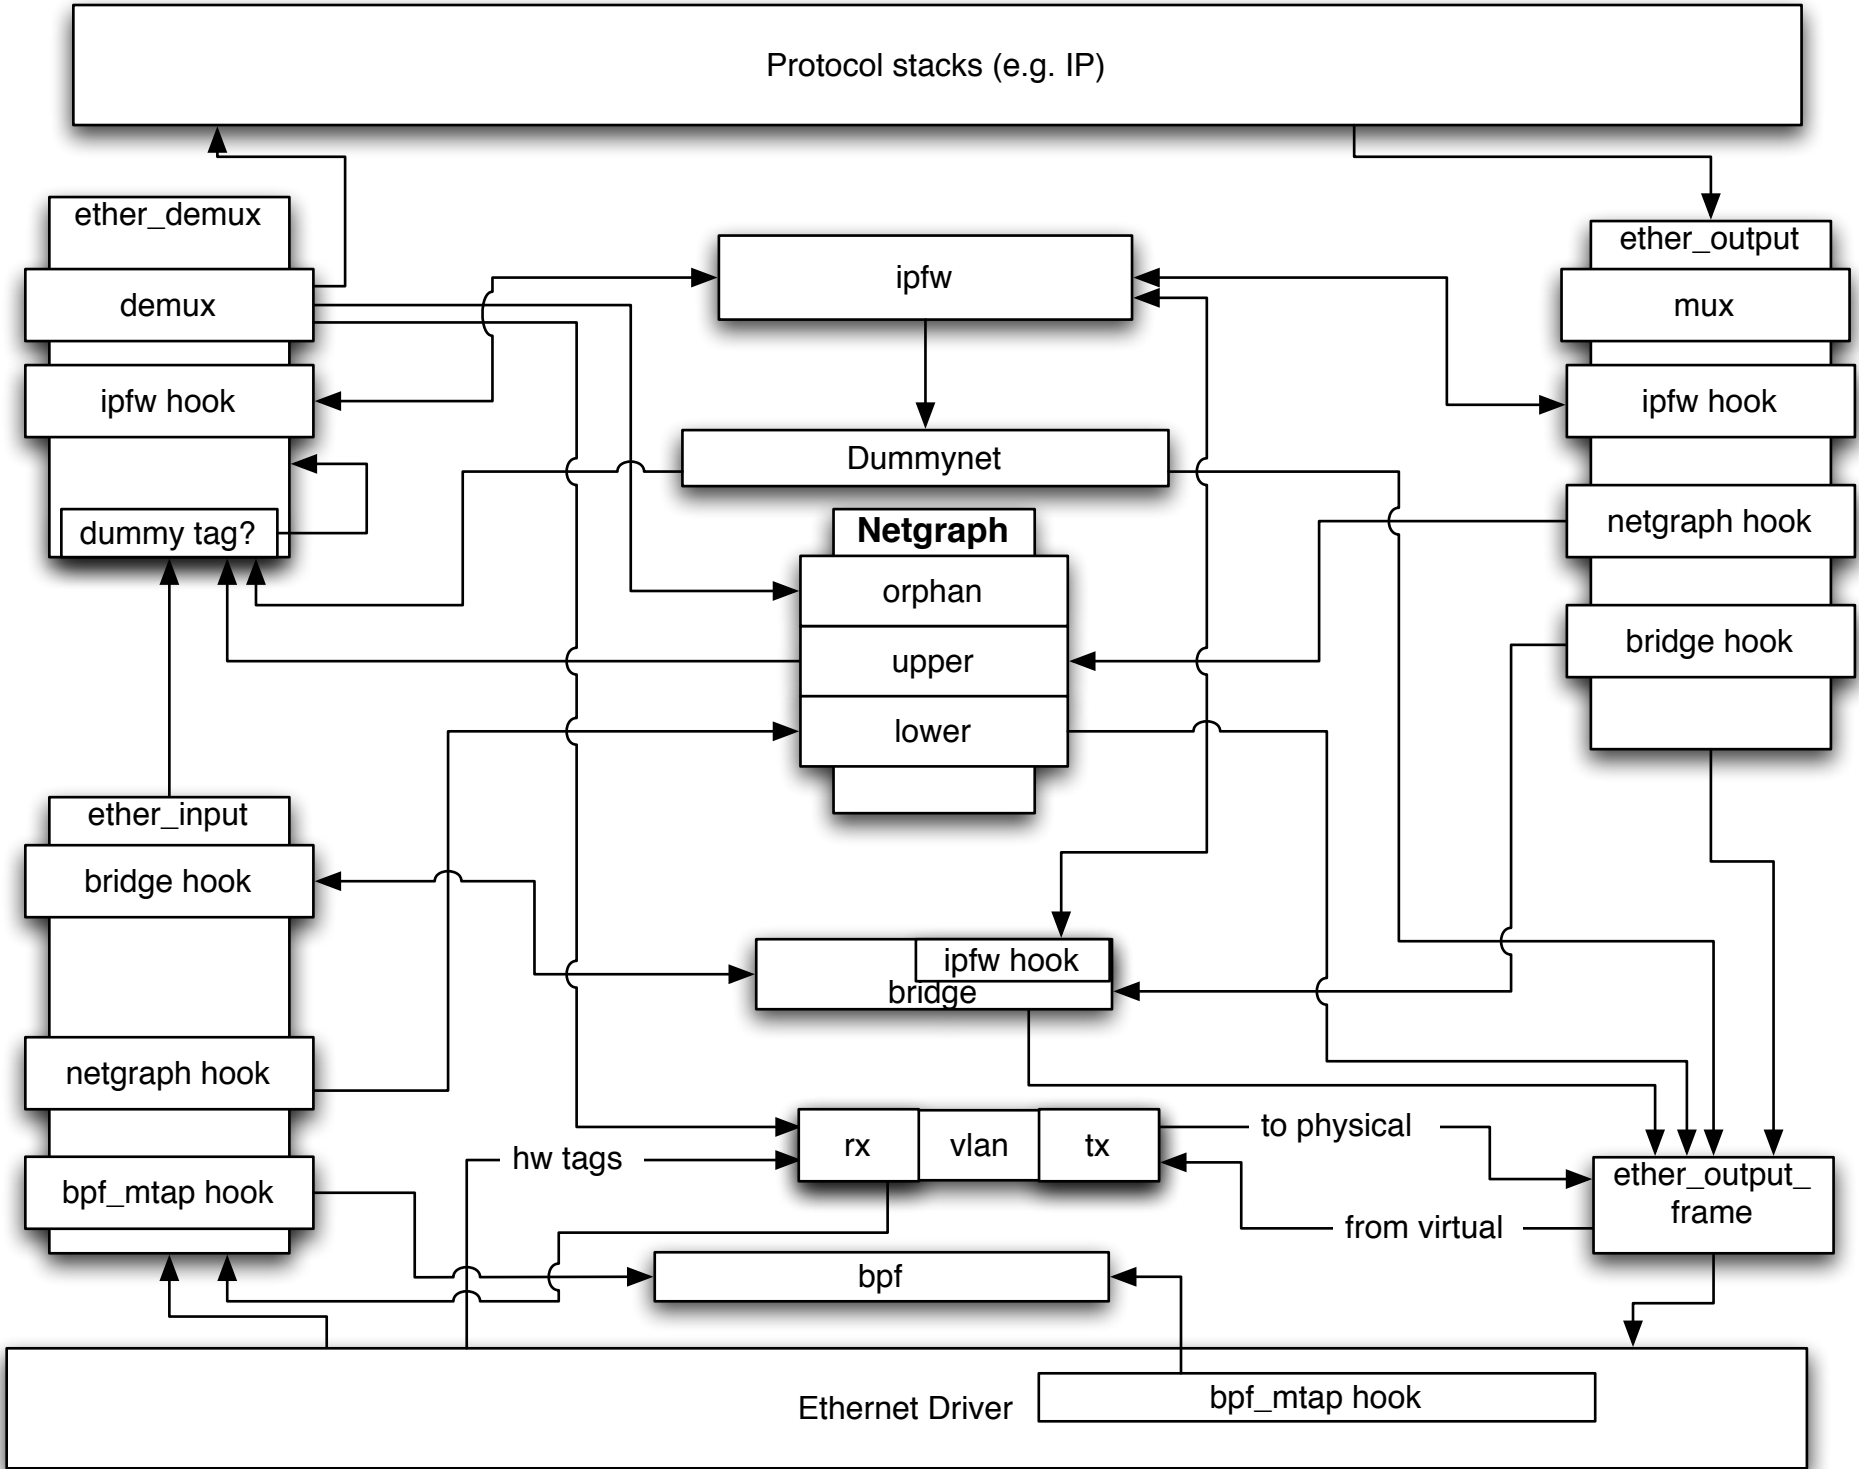 Protocol stacks (e.g. IP)
ether_demux
demux
ipfw hook
dummy tag?
ipfw
Dummynet
Netgraph
orphan
upper
lower
ether_output
mux
ipfw hook
netgraph hook
bridge hook
ether_input
bridge hook
netgraph hook
bpf_mtap hook
ipfw hook
bridge
hw tags
rx
vlan
tx
to physical
from virtual
ether_output_
frame
bpf
Ethernet Driver
bpf_mtap hook